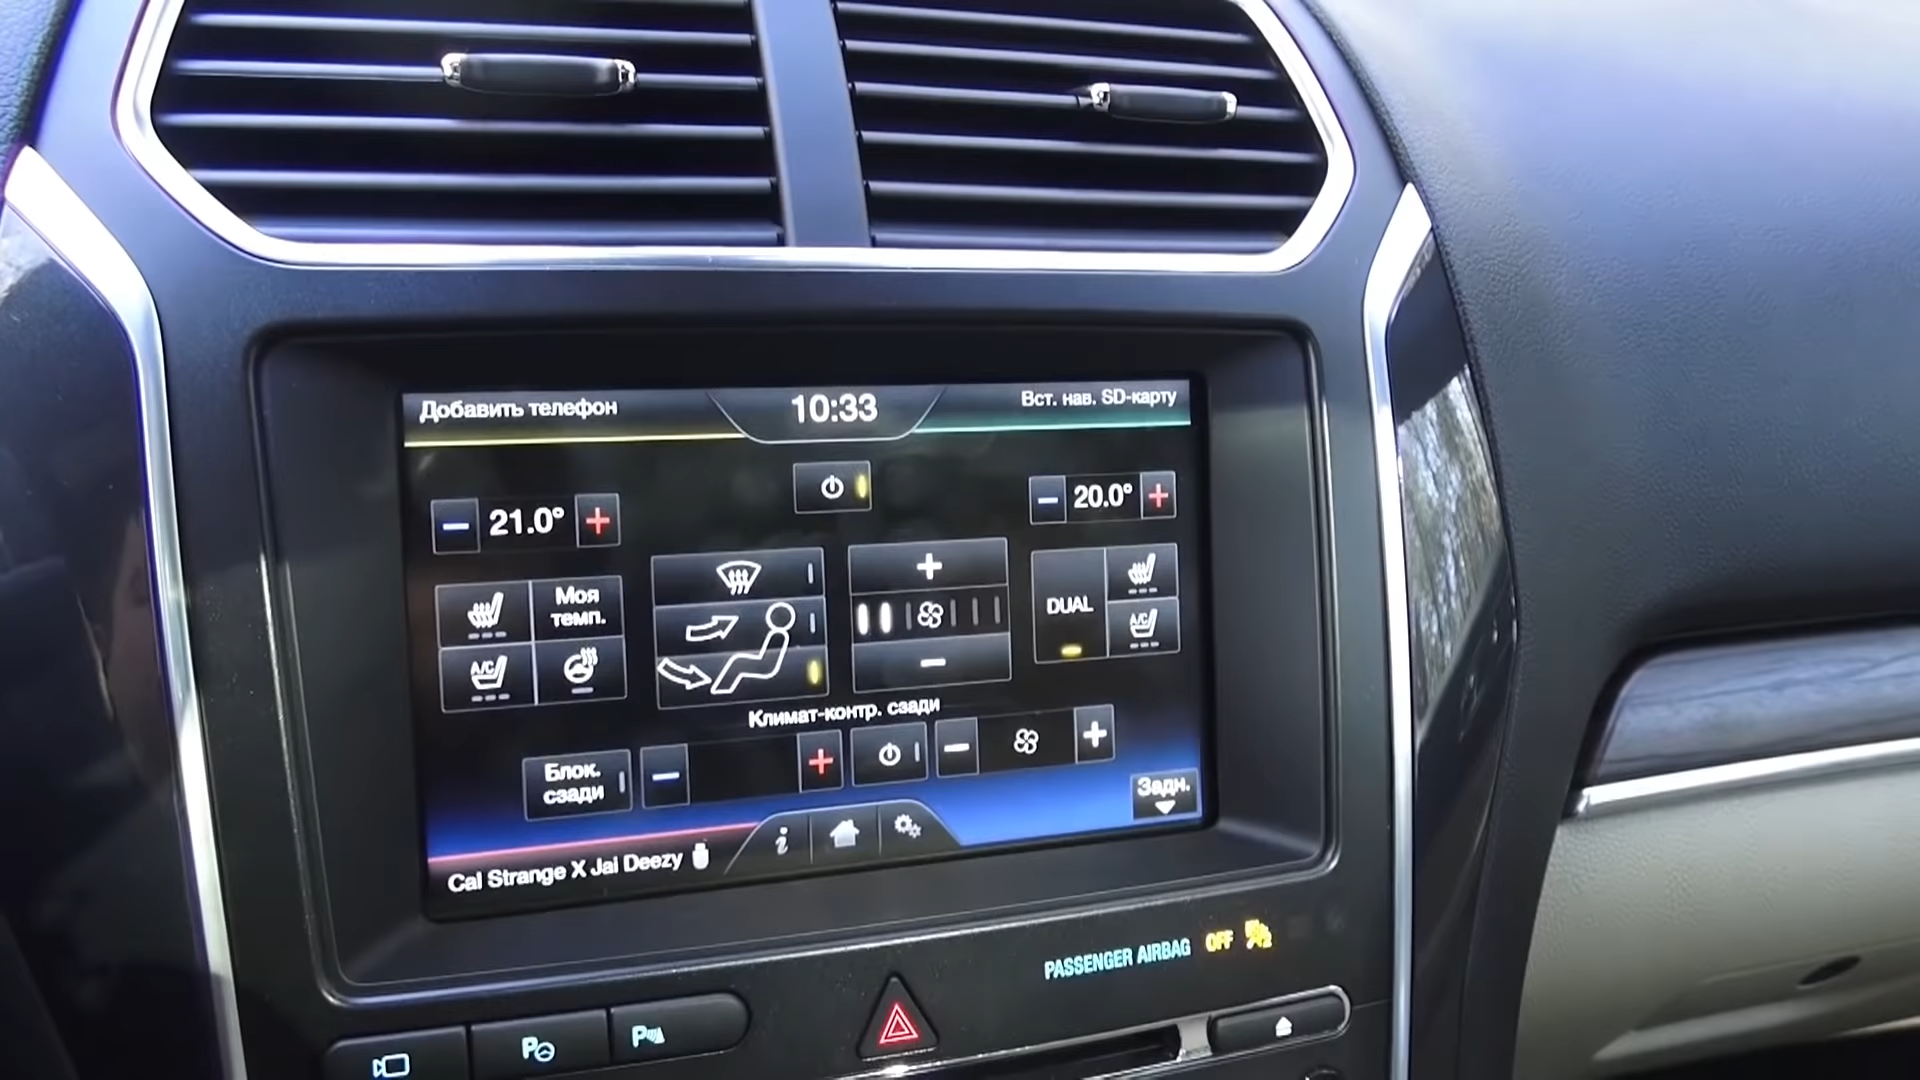 Добавить телефон
10:33
Вст. нав. SD-карту
21.0°
20.0°
Моя
темп.
A/C
DUAL
A/C
Климат-контр. сзади
Блок.
сзади
Задн.
i
Cal Strange X Jai Deezy
PASSENGER AIRBAG OFF
P
P